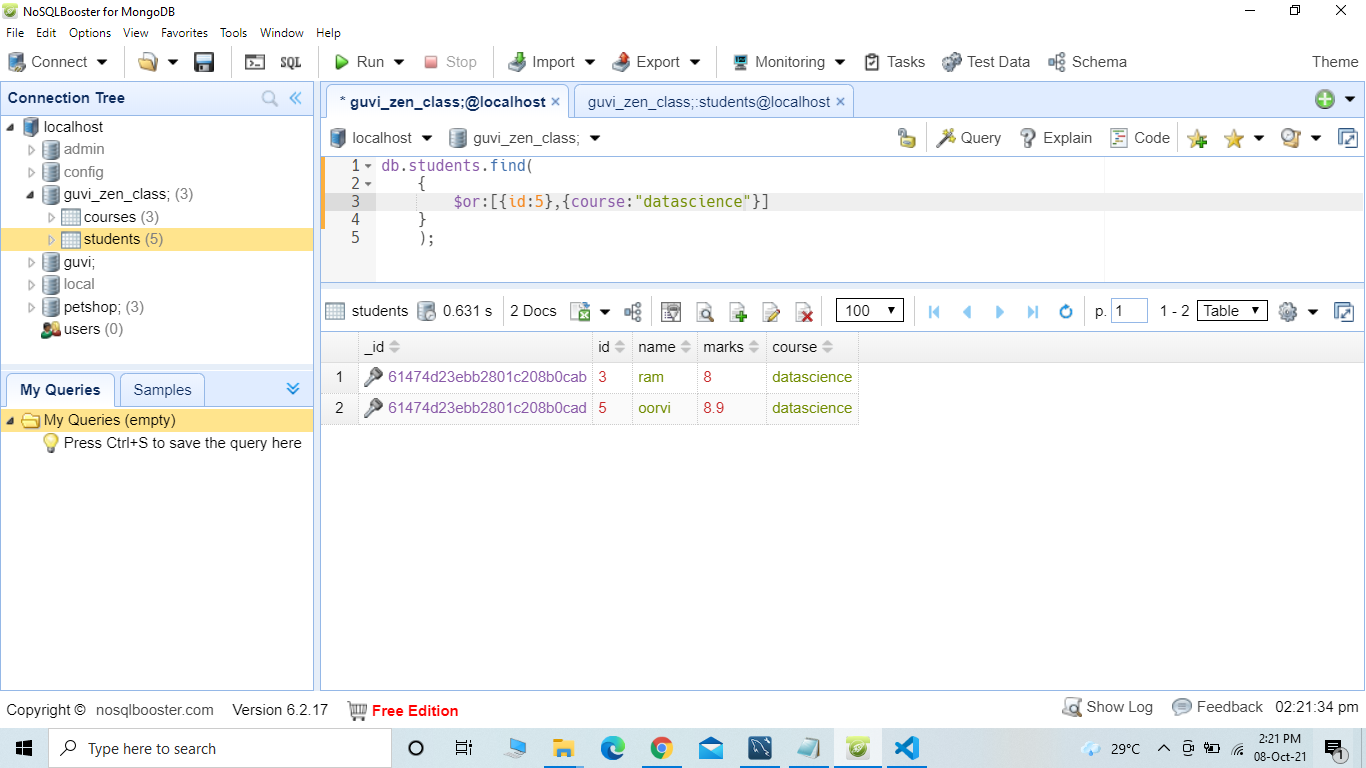 NoSQLBooster for MongoDB
File Edit Options View Favorites Tools Window Help
Connect SQL Run Stop Import Export Monitoring Tasks Test Data Schema Theme
Connection Tree
localhost
admin
config
guvi_zen_class; (3)
courses (3)
students (5)
guvi;
local
petshop; (3)
users (0)
My Queries Samples
My Queries (empty)
Press Ctrl+S to save the query here
* guvi_zen_class;@localhost × guvi_zen_class;:students@localhost ×
localhost guvi_zen_class; Query Explain Code
1 db.students.find(
2 {
3 $or:[{id:5},{course:"datascience"}]
4 }
5 );
students 0.631 s 2 Docs 100 p. 1 1 - 2 Table
_id id name marks course
1 61474d23ebb2801c208b0cab 3 ram 8 datascience
2 61474d23ebb2801c208b0cad 5 oorvi 8.9 datascience
Copyright © nosqlbooster.com Version 6.2.17 Free Edition Show Log Feedback 02:21:34 pm
Type here to search 29°C 2:21 PM
08-Oct-21 1